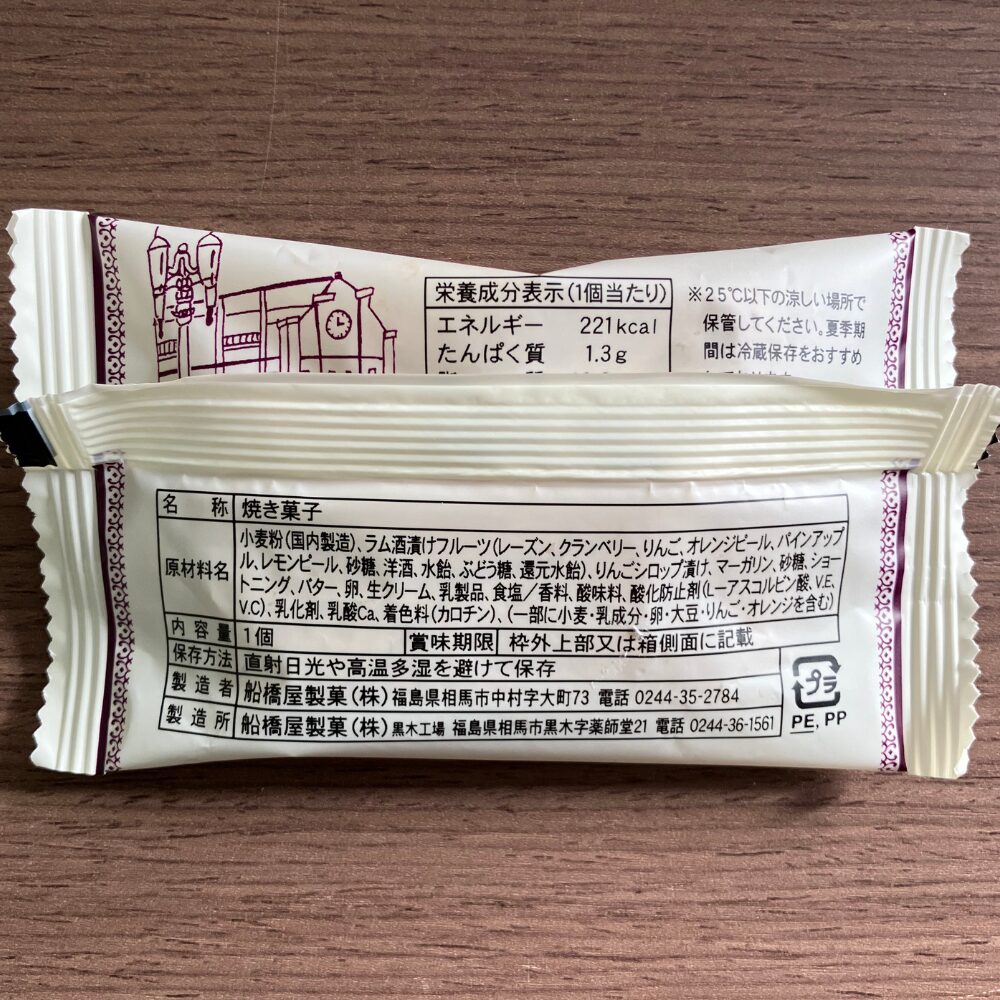 栄養成分表示(1個当たり)
エネルギー 221kcal
たんぱく質 1.3g
※25℃以下の涼しい場所で
保管してください。夏季期
間は冷蔵保存をおすすめ
名称 焼き菓子
原材料名 小麦粉(国内製造)、ラム酒漬けフルーツ(レーズン、クランベリー、りんご、オレンジピール、パインアップ
ル、レモンピール、砂糖、洋酒、水飴、ぶどう糖、還元水飴)、りんごシロップ漬け、マーガリン、砂糖、ショー
トニング、バター、卵、生クリーム、乳製品、食塩／香料、酸味料、酸化防止剤(L-アスコルビン酸、V.E、
V.C)、乳化剤、乳酸Ca、着色料(カロチン)、(一部に小麦・乳成分・卵・大豆・りんご・オレンジを含む)
内容量 1個 賞味期限 枠外上部又は箱側面に記載
保存方法 直射日光や高温多湿を避けて保存
製造者 船橋屋製菓(株) 福島県相馬市中村字大町73 電話 0244-35-2784
製造所 船橋屋製菓(株) 黒木工場 福島県相馬市黒木字薬師堂21 電話 0244-36-1561
プラ
PE, PP